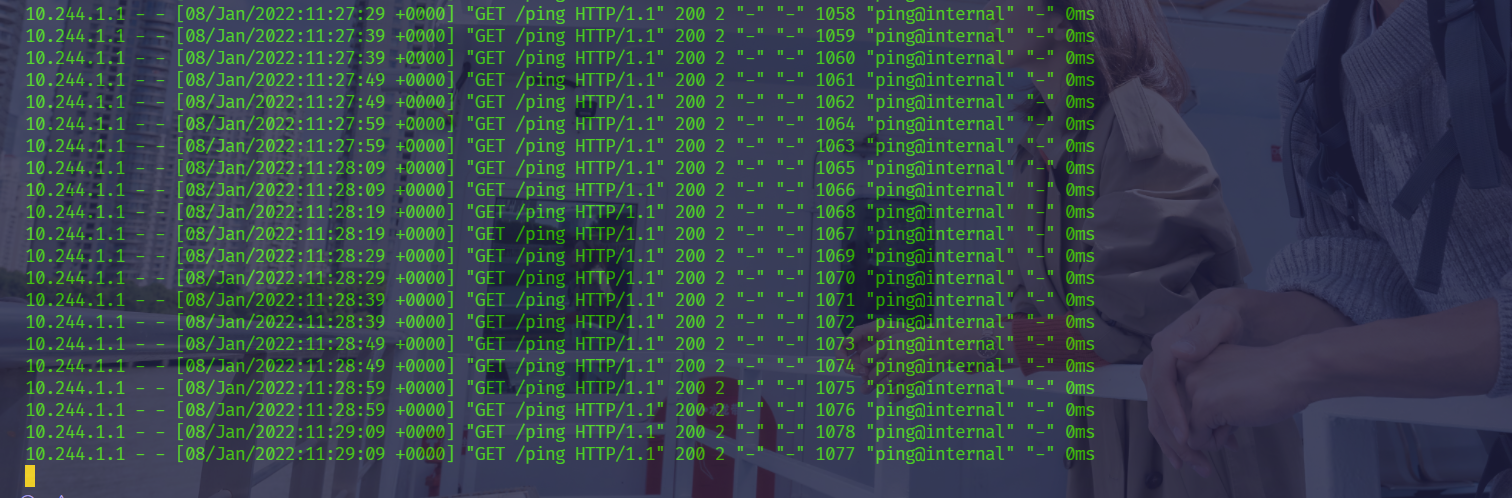 10.244.1.1 - - [08/Jan/2022:11:27:29 +0000] "GET /ping HTTP/1.1" 200 2 "-" "-" 1058 "ping@internal" "-" 0ms
10.244.1.1 - - [08/Jan/2022:11:27:39 +0000] "GET /ping HTTP/1.1" 200 2 "-" "-" 1059 "ping@internal" "-" 0ms
10.244.1.1 - - [08/Jan/2022:11:27:39 +0000] "GET /ping HTTP/1.1" 200 2 "-" "-" 1060 "ping@internal" "-" 0ms
10.244.1.1 - - [08/Jan/2022:11:27:49 +0000] "GET /ping HTTP/1.1" 200 2 "-" "-" 1061 "ping@internal" "-" 0ms
10.244.1.1 - - [08/Jan/2022:11:27:49 +0000] "GET /ping HTTP/1.1" 200 2 "-" "-" 1062 "ping@internal" "-" 0ms
10.244.1.1 - - [08/Jan/2022:11:27:59 +0000] "GET /ping HTTP/1.1" 200 2 "-" "-" 1064 "ping@internal" "-" 0ms
10.244.1.1 - - [08/Jan/2022:11:27:59 +0000] "GET /ping HTTP/1.1" 200 2 "-" "-" 1063 "ping@internal" "-" 0ms
10.244.1.1 - - [08/Jan/2022:11:28:09 +0000] "GET /ping HTTP/1.1" 200 2 "-" "-" 1065 "ping@internal" "-" 0ms
10.244.1.1 - - [08/Jan/2022:11:28:09 +0000] "GET /ping HTTP/1.1" 200 2 "-" "-" 1066 "ping@internal" "-" 0ms
10.244.1.1 - - [08/Jan/2022:11:28:19 +0000] "GET /ping HTTP/1.1" 200 2 "-" "-" 1068 "ping@internal" "-" 0ms
10.244.1.1 - - [08/Jan/2022:11:28:19 +0000] "GET /ping HTTP/1.1" 200 2 "-" "-" 1067 "ping@internal" "-" 0ms
10.244.1.1 - - [08/Jan/2022:11:28:29 +0000] "GET /ping HTTP/1.1" 200 2 "-" "-" 1069 "ping@internal" "-" 0ms
10.244.1.1 - - [08/Jan/2022:11:28:29 +0000] "GET /ping HTTP/1.1" 200 2 "-" "-" 1070 "ping@internal" "-" 0ms
10.244.1.1 - - [08/Jan/2022:11:28:39 +0000] "GET /ping HTTP/1.1" 200 2 "-" "-" 1071 "ping@internal" "-" 0ms
10.244.1.1 - - [08/Jan/2022:11:28:39 +0000] "GET /ping HTTP/1.1" 200 2 "-" "-" 1072 "ping@internal" "-" 0ms
10.244.1.1 - - [08/Jan/2022:11:28:49 +0000] "GET /ping HTTP/1.1" 200 2 "-" "-" 1073 "ping@internal" "-" 0ms
10.244.1.1 - - [08/Jan/2022:11:28:49 +0000] "GET /ping HTTP/1.1" 200 2 "-" "-" 1074 "ping@internal" "-" 0ms
10.244.1.1 - - [08/Jan/2022:11:28:59 +0000] "GET /ping HTTP/1.1" 200 2 "-" "-" 1075 "ping@internal" "-" 0ms
10.244.1.1 - - [08/Jan/2022:11:28:59 +0000] "GET /ping HTTP/1.1" 200 2 "-" "-" 1076 "ping@internal" "-" 0ms
10.244.1.1 - - [08/Jan/2022:11:29:09 +0000] "GET /ping HTTP/1.1" 200 2 "-" "-" 1078 "ping@internal" "-" 0ms
10.244.1.1 - - [08/Jan/2022:11:29:09 +0000] "GET /ping HTTP/1.1" 200 2 "-" "-" 1077 "ping@internal" "-" 0ms